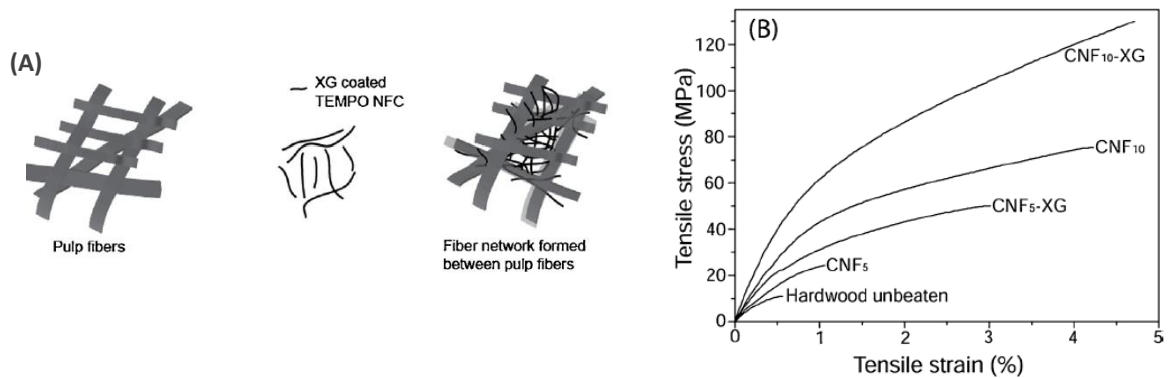 (A)
XG coated
TEMPO NFC
Pulp fibers
Fiber network formed
between pulp fibers
(B)
Tensile stress (MPa)
120
100
80
60
40
20
0
CNF₁₀-XG
CNF₁₀
CNF₅-XG
CNF₅
Hardwood unbeaten
0 1 2 3 4 5
Tensile strain (%)